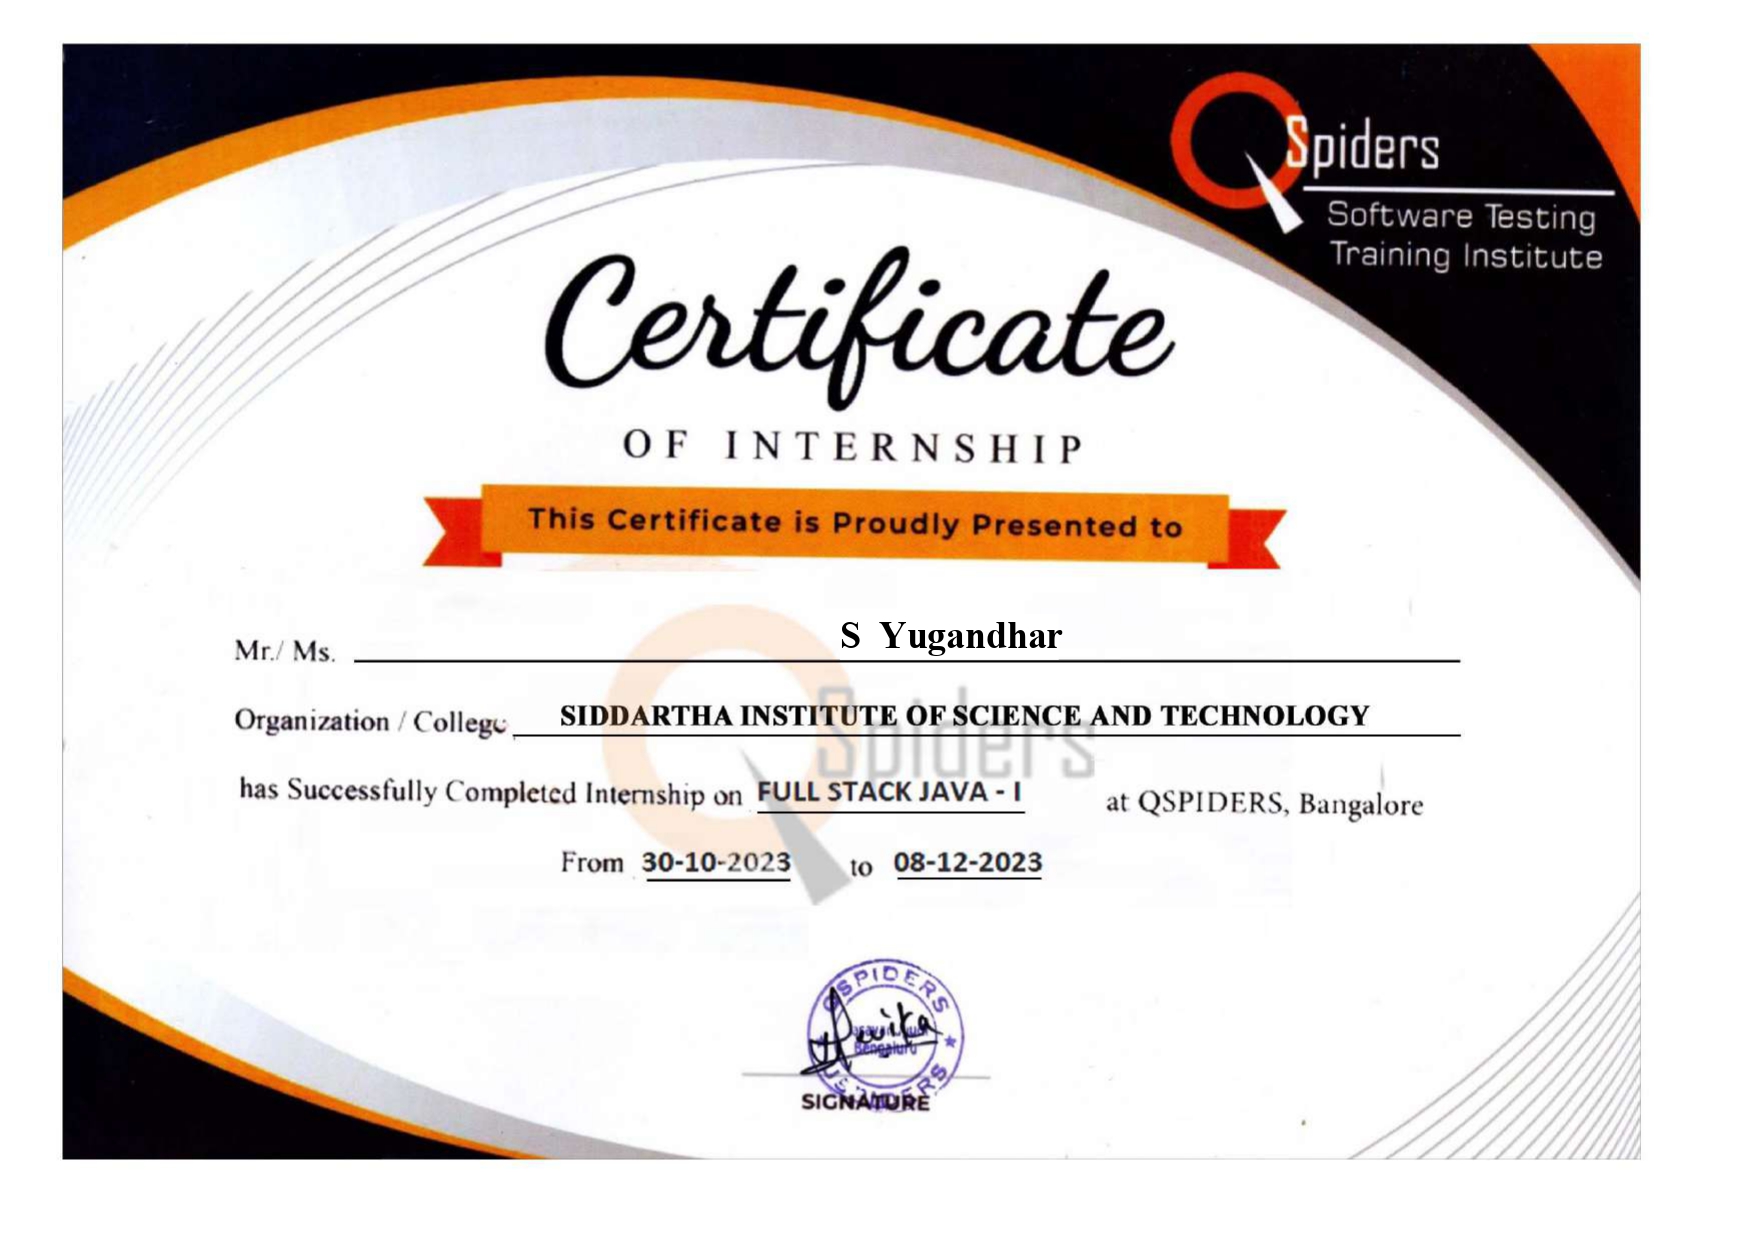 QSpiders
Software Testing
Training Institute
Certificate
OF INTERNSHIP
This Certificate is Proudly Presented to
Mr./ Ms. S Yugandhar
Organization / College SIDDARTHA INSTITUTE OF SCIENCE AND TECHNOLOGY
has Successfully Completed Internship on FULL STACK JAVA - I at QSPIDERS, Bangalore
From 30-10-2023 to 08-12-2023
QSpiders
QSPIDERS
Bengaluru
SIGNATURE